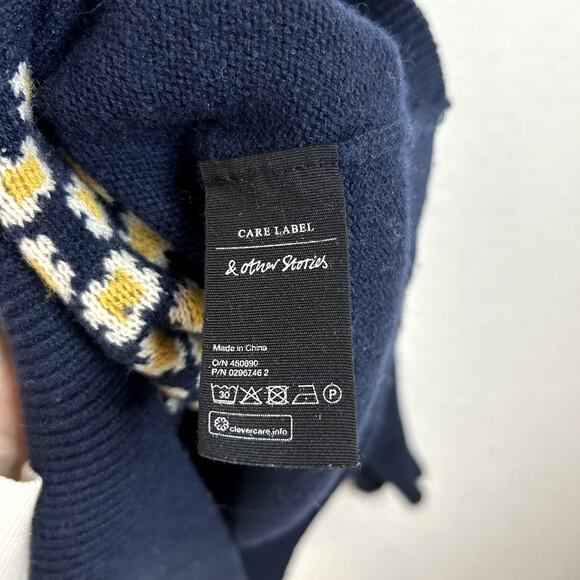 CARE LABEL
& other Stories
Made in China
O/N 450890
P/N 0296746 2
30 P
clevercare.info